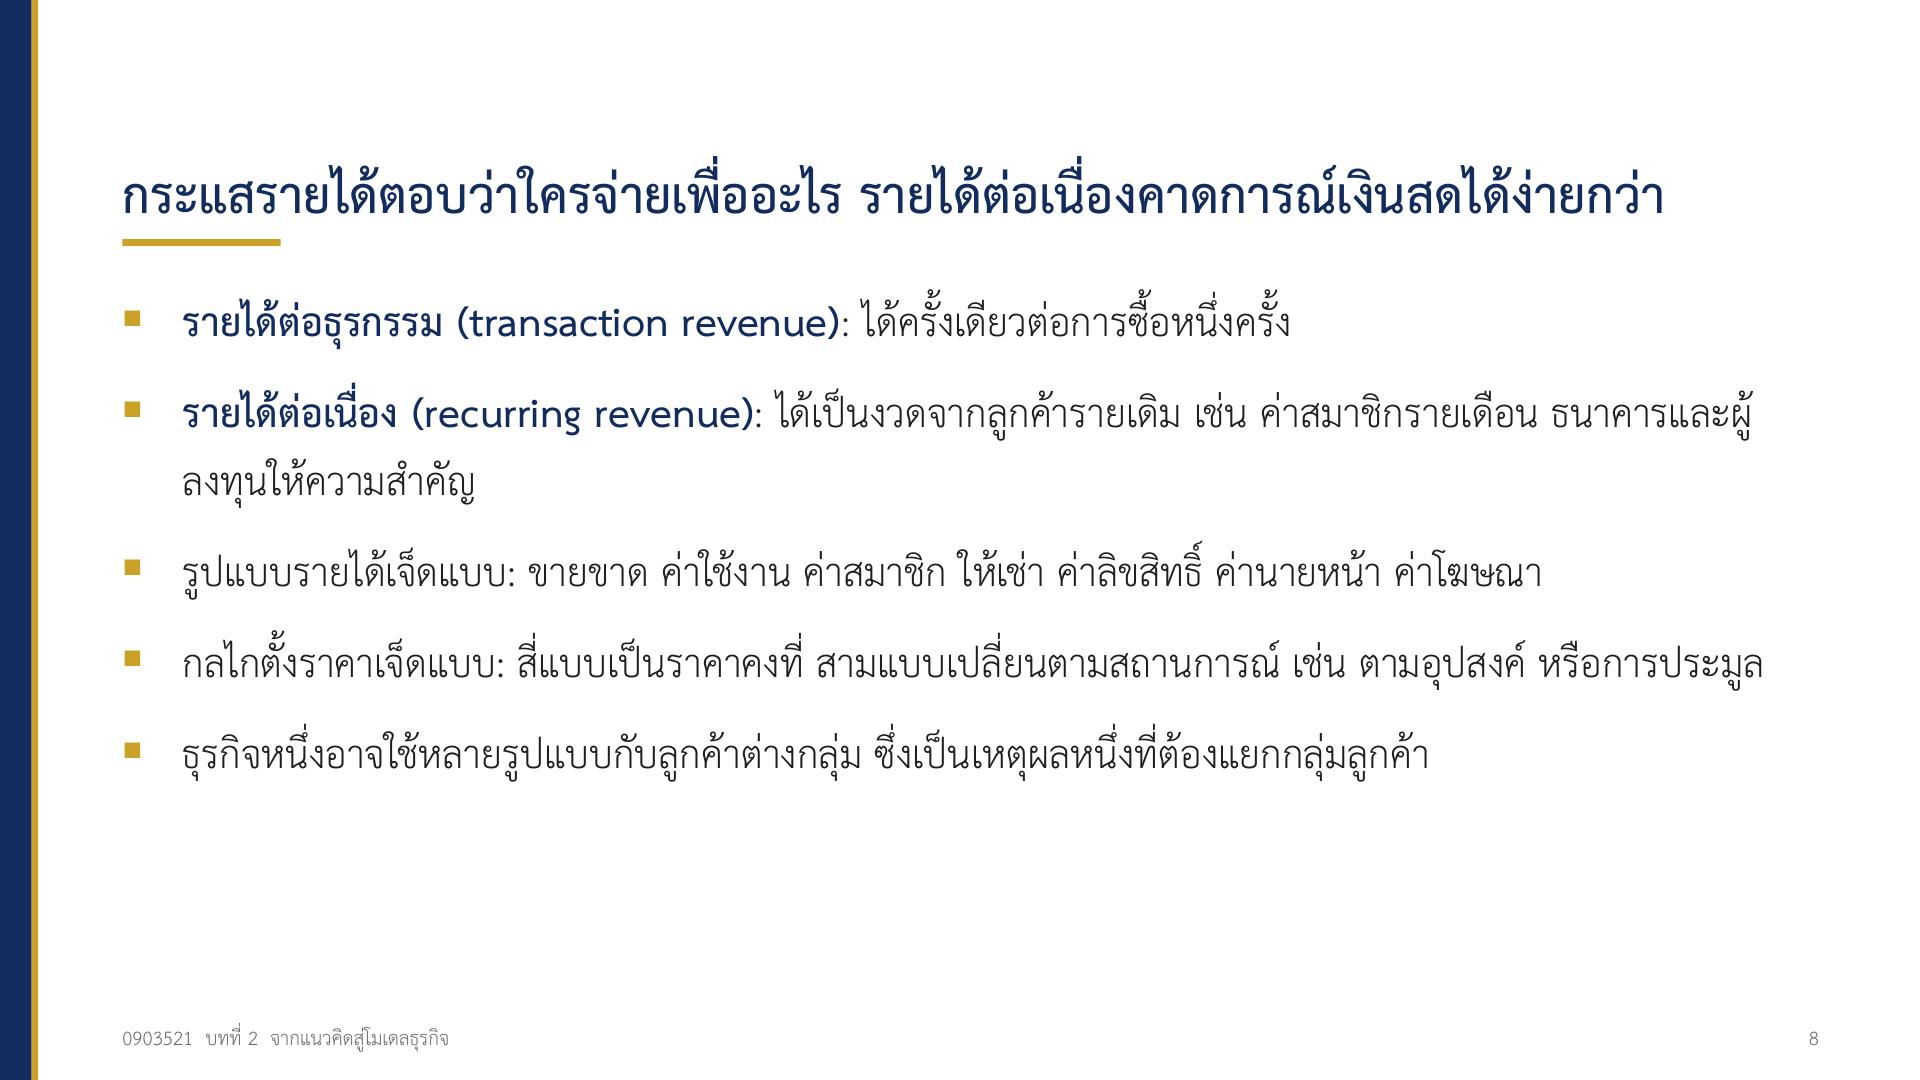 กระแสรายได้ตอบว่าใครจ่ายเพื่ออะไร รายได้ต่อเนื่องคาดการณ์เงินสดได้ง่ายกว่า
รายได้ต่อธุรกรรม (transaction revenue): ได้ครั้งเดียวต่อการซื้อหนึ่งครั้ง
รายได้ต่อเนื่อง (recurring revenue): ได้เป็นงวดจากลูกค้ารายเดิม เช่น ค่าสมาชิกรายเดือน ธนาคารและผู้
ลงทุนให้ความสำคัญ
รูปแบบรายได้เจ็ดแบบ: ขายขาด ค่าใช้งาน ค่าสมาชิก ให้เช่า ค่าลิขสิทธิ์ ค่านายหน้า ค่าโฆษณา
กลไกตั้งราคาเจ็ดแบบ: สี่แบบเป็นราคาคงที่ สามแบบเปลี่ยนตามสถานการณ์ เช่น ตามอุปสงค์ หรือการประมูล
ธุรกิจหนึ่งอาจใช้หลายรูปแบบกับลูกค้าต่างกลุ่ม ซึ่งเป็นเหตุผลหนึ่งที่ต้องแยกกลุ่มลูกค้า
0903521 บทที่ 2 จากแนวคิดสู่โมเดลธุรกิจ
8